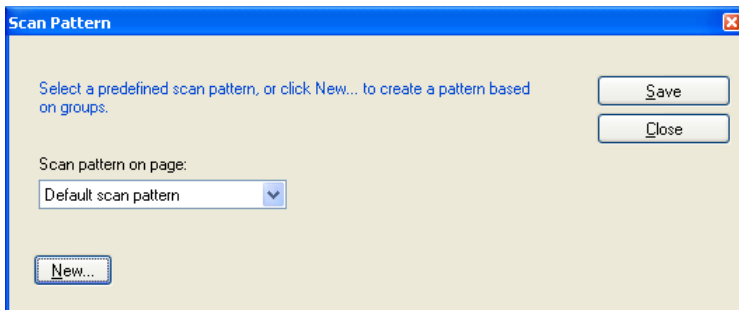 Scan Pattern
Select a predefined scan pattern, or click New... to create a pattern based
on groups.
Save
Close
Scan pattern on page:
Default scan pattern
New...